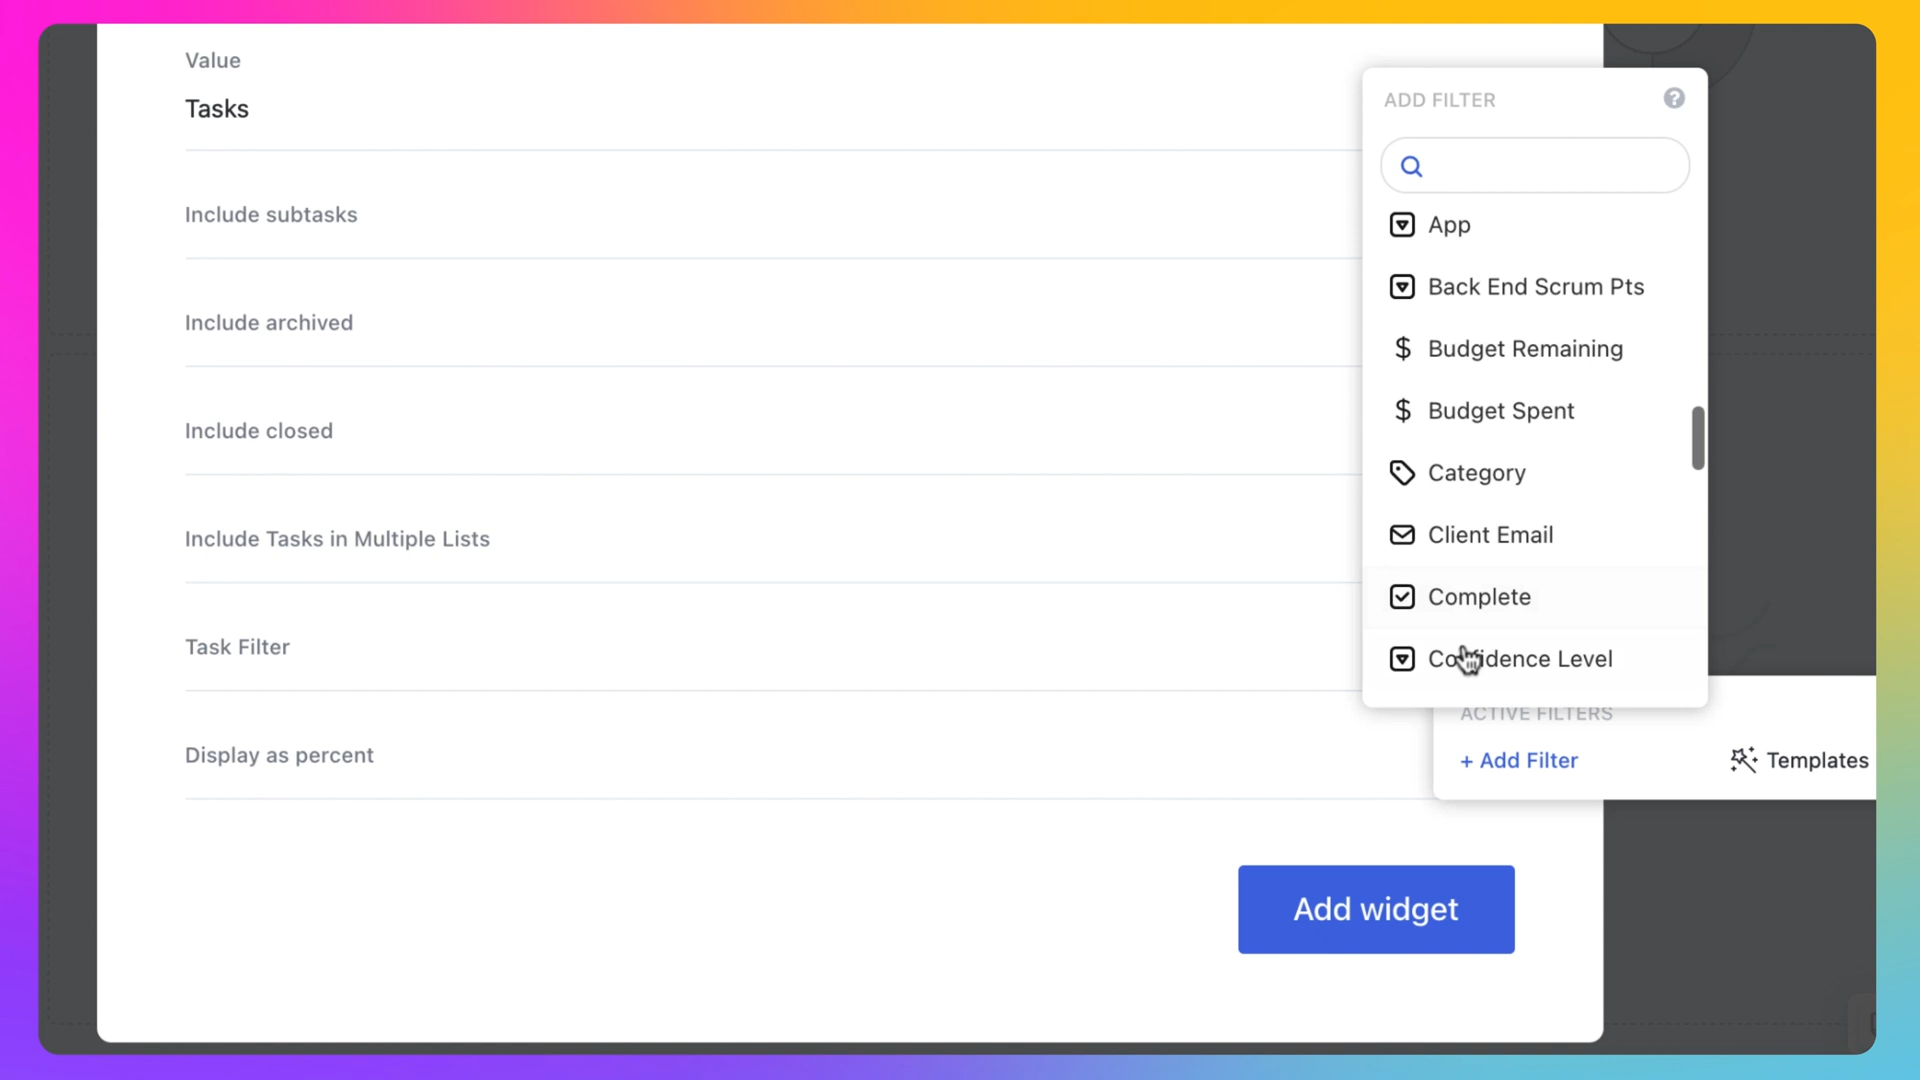 Value
Tasks
Include subtasks
Include archived
Include closed
Include Tasks in Multiple Lists
Task Filter
Display as percent
Add widget
ADD FILTER
?
App
Back End Scrum Pts
$ Budget Remaining
$ Budget Spent
Category
Client Email
Complete
Confidence Level
ACTIVE FILTERS
+ Add Filter
Templates